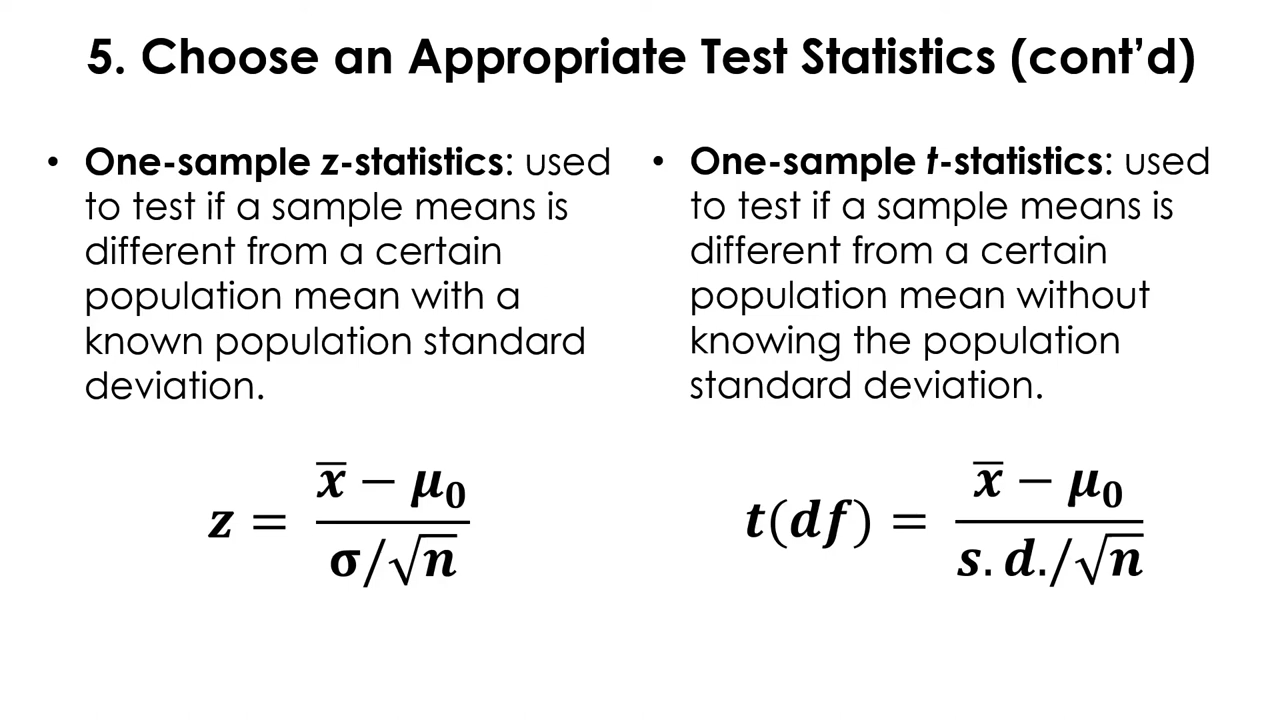 5. Choose an Appropriate Test Statistics (cont’d)
• One-sample z-statistics: used
to test if a sample means is
different from a certain
population mean with a
known population standard
deviation.
z = (x̅ − μ₀) / (σ/√n)
• One-sample t-statistics: used
to test if a sample means is
different from a certain
population mean without
knowing the population
standard deviation.
t(df) = (x̅ − μ₀) / (s.d./√n)